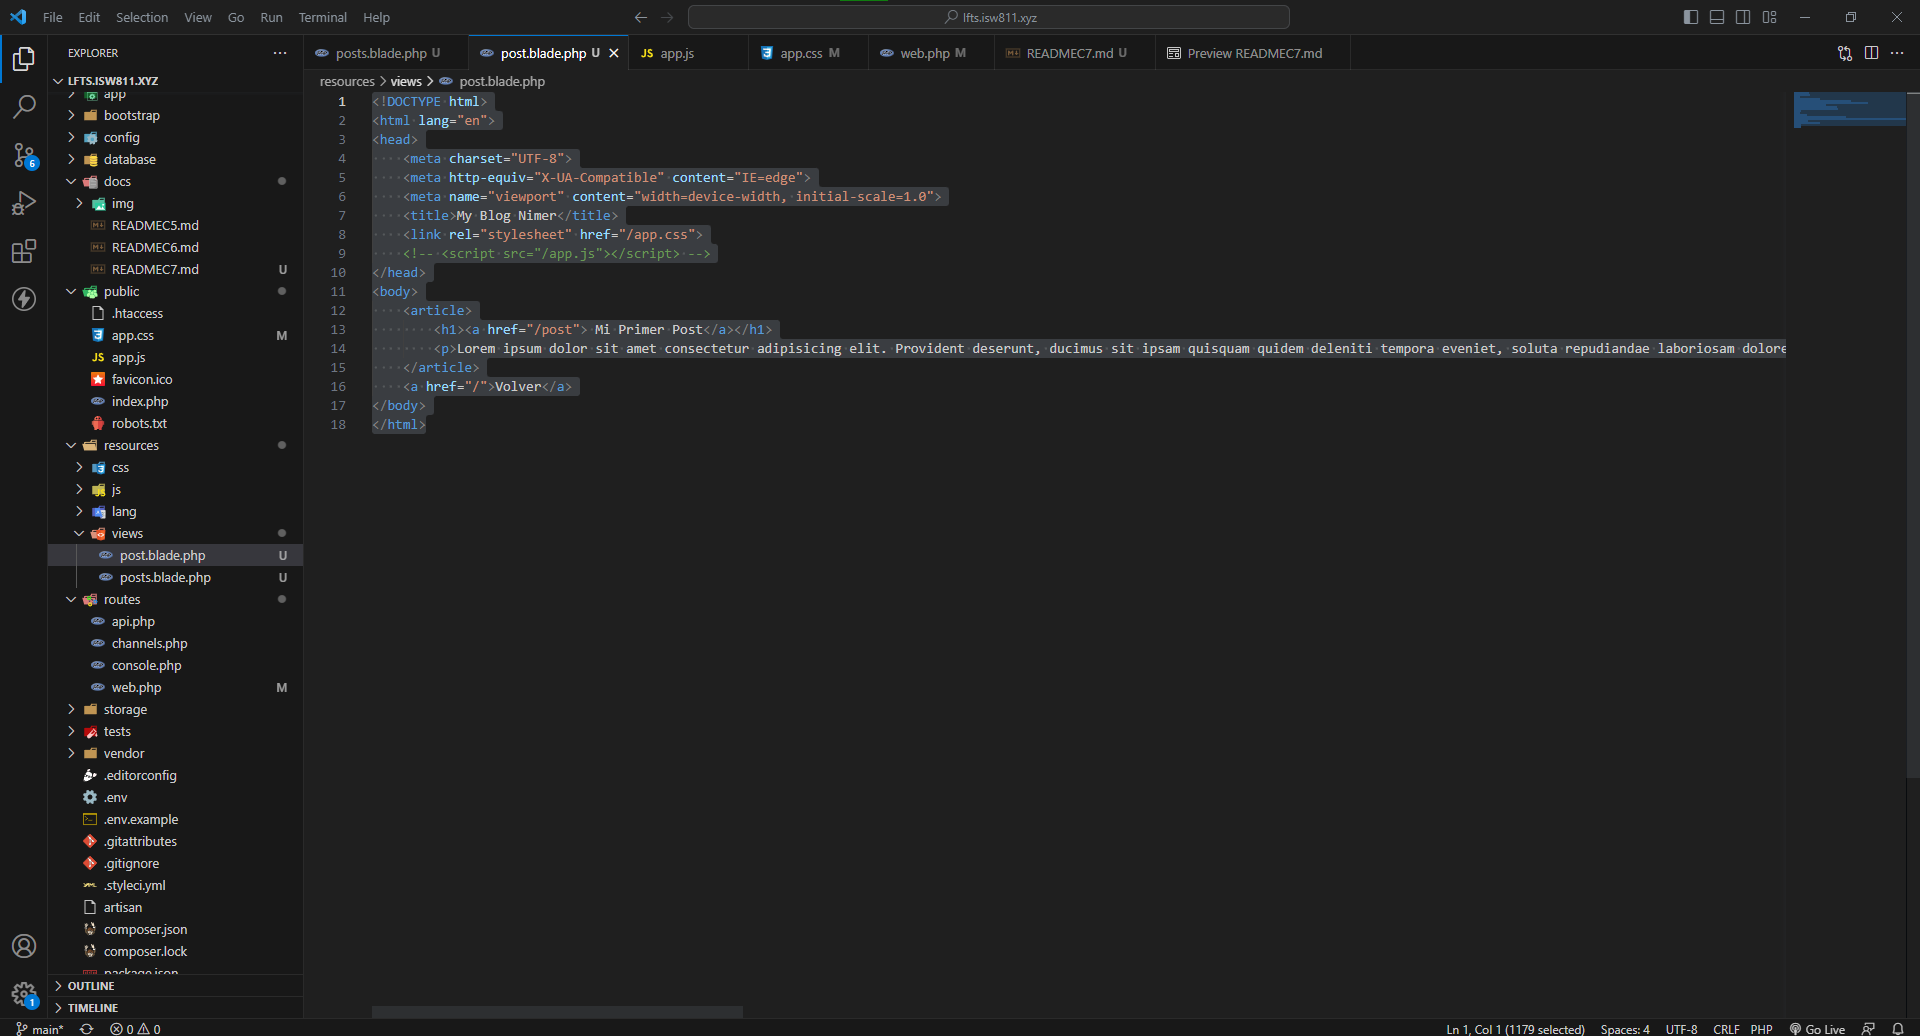 File Edit Selection View Go Run Terminal Help
lfts.isw811.xyz
EXPLORER
LFTS.ISW811.XYZ
app
bootstrap
config
database
docs
img
READMEC5.md
READMEC6.md
READMEC7.md U
public
.htaccess
app.css M
JS app.js
favicon.ico
index.php
robots.txt
resources
css
js
lang
views
post.blade.php U
posts.blade.php U
routes
api.php
channels.php
console.php
web.php M
storage
tests
vendor
.editorconfig
.env
.env.example
.gitattributes
.gitignore
.styleci.yml
artisan
composer.json
composer.lock
package.json
OUTLINE
TIMELINE
6
1
posts.blade.php U post.blade.php U JS app.js app.css M web.php M READMEC7.md U Preview READMEC7.md
resources > views > post.blade.php
1 <!DOCTYPE html>
2 <html lang="en">
3 <head>
4 <meta charset="UTF-8">
5 <meta http-equiv="X-UA-Compatible" content="IE=edge">
6 <meta name="viewport" content="width=device-width, initial-scale=1.0">
7 <title>My Blog Nimer</title>
8 <link rel="stylesheet" href="/app.css">
9 <!-- <script src="/app.js"></script> -->
10 </head>
11 <body>
12 <article>
13 <h1><a href="/post"> Mi Primer Post</a></h1>
14 <p>Lorem ipsum dolor sit amet consectetur adipisicing elit. Provident deserunt, ducimus sit ipsam quisquam quidem deleniti tempora eveniet, soluta repudiandae laboriosam dolore
15 </article>
16 <a href="/">Volver</a>
17 </body>
18 </html>
main* 0 0 Ln 1, Col 1 (1179 selected) Spaces: 4 UTF-8 CRLF PHP Go Live